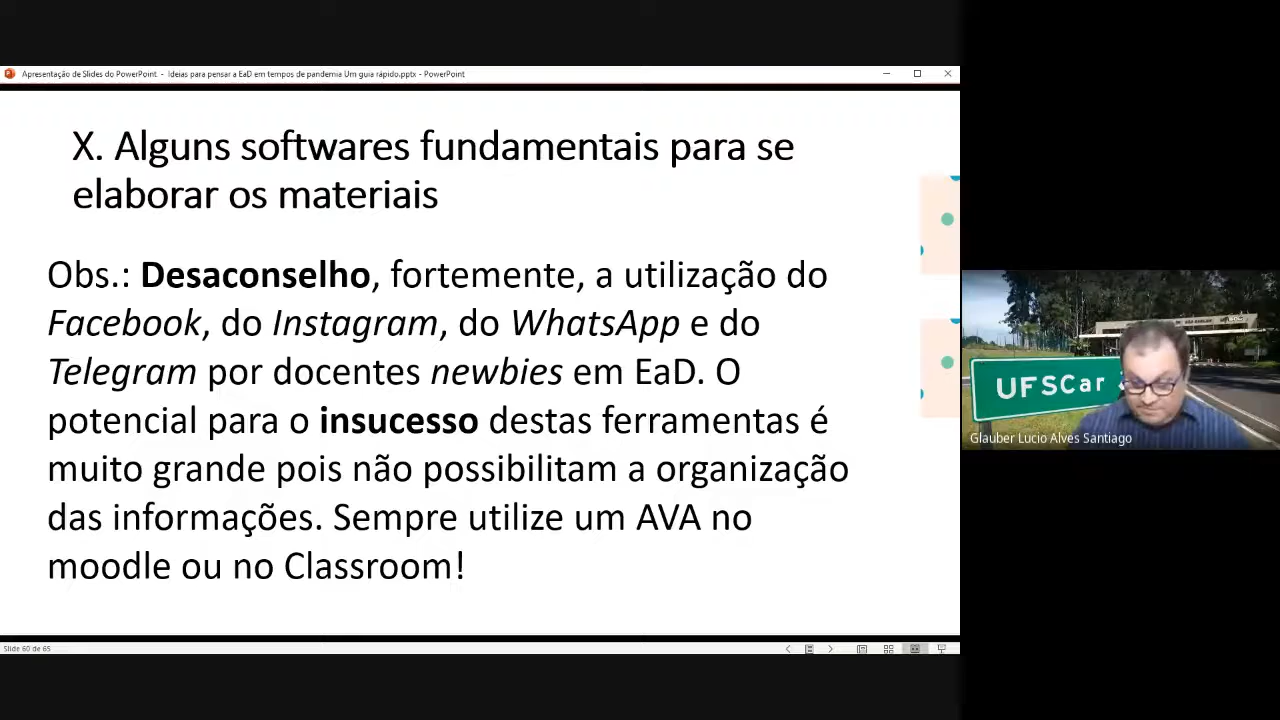 Apresentação de Slides do PowerPoint - Ideias para pensar a EaD em tempos de pandemia Um guia rápido.pptx - PowerPoint
X. Alguns softwares fundamentais para se
elaborar os materiais
Obs.: Desaconselho, fortemente, a utilização do
Facebook, do Instagram, do WhatsApp e do
Telegram por docentes newbies em EaD. O
potencial para o insucesso destas ferramentas é
muito grande pois não possibilitam a organização
das informações. Sempre utilize um AVA no
moodle ou no Classroom!
UFSCar
Glauber Lucio Alves Santiago
Slide 60 de 65